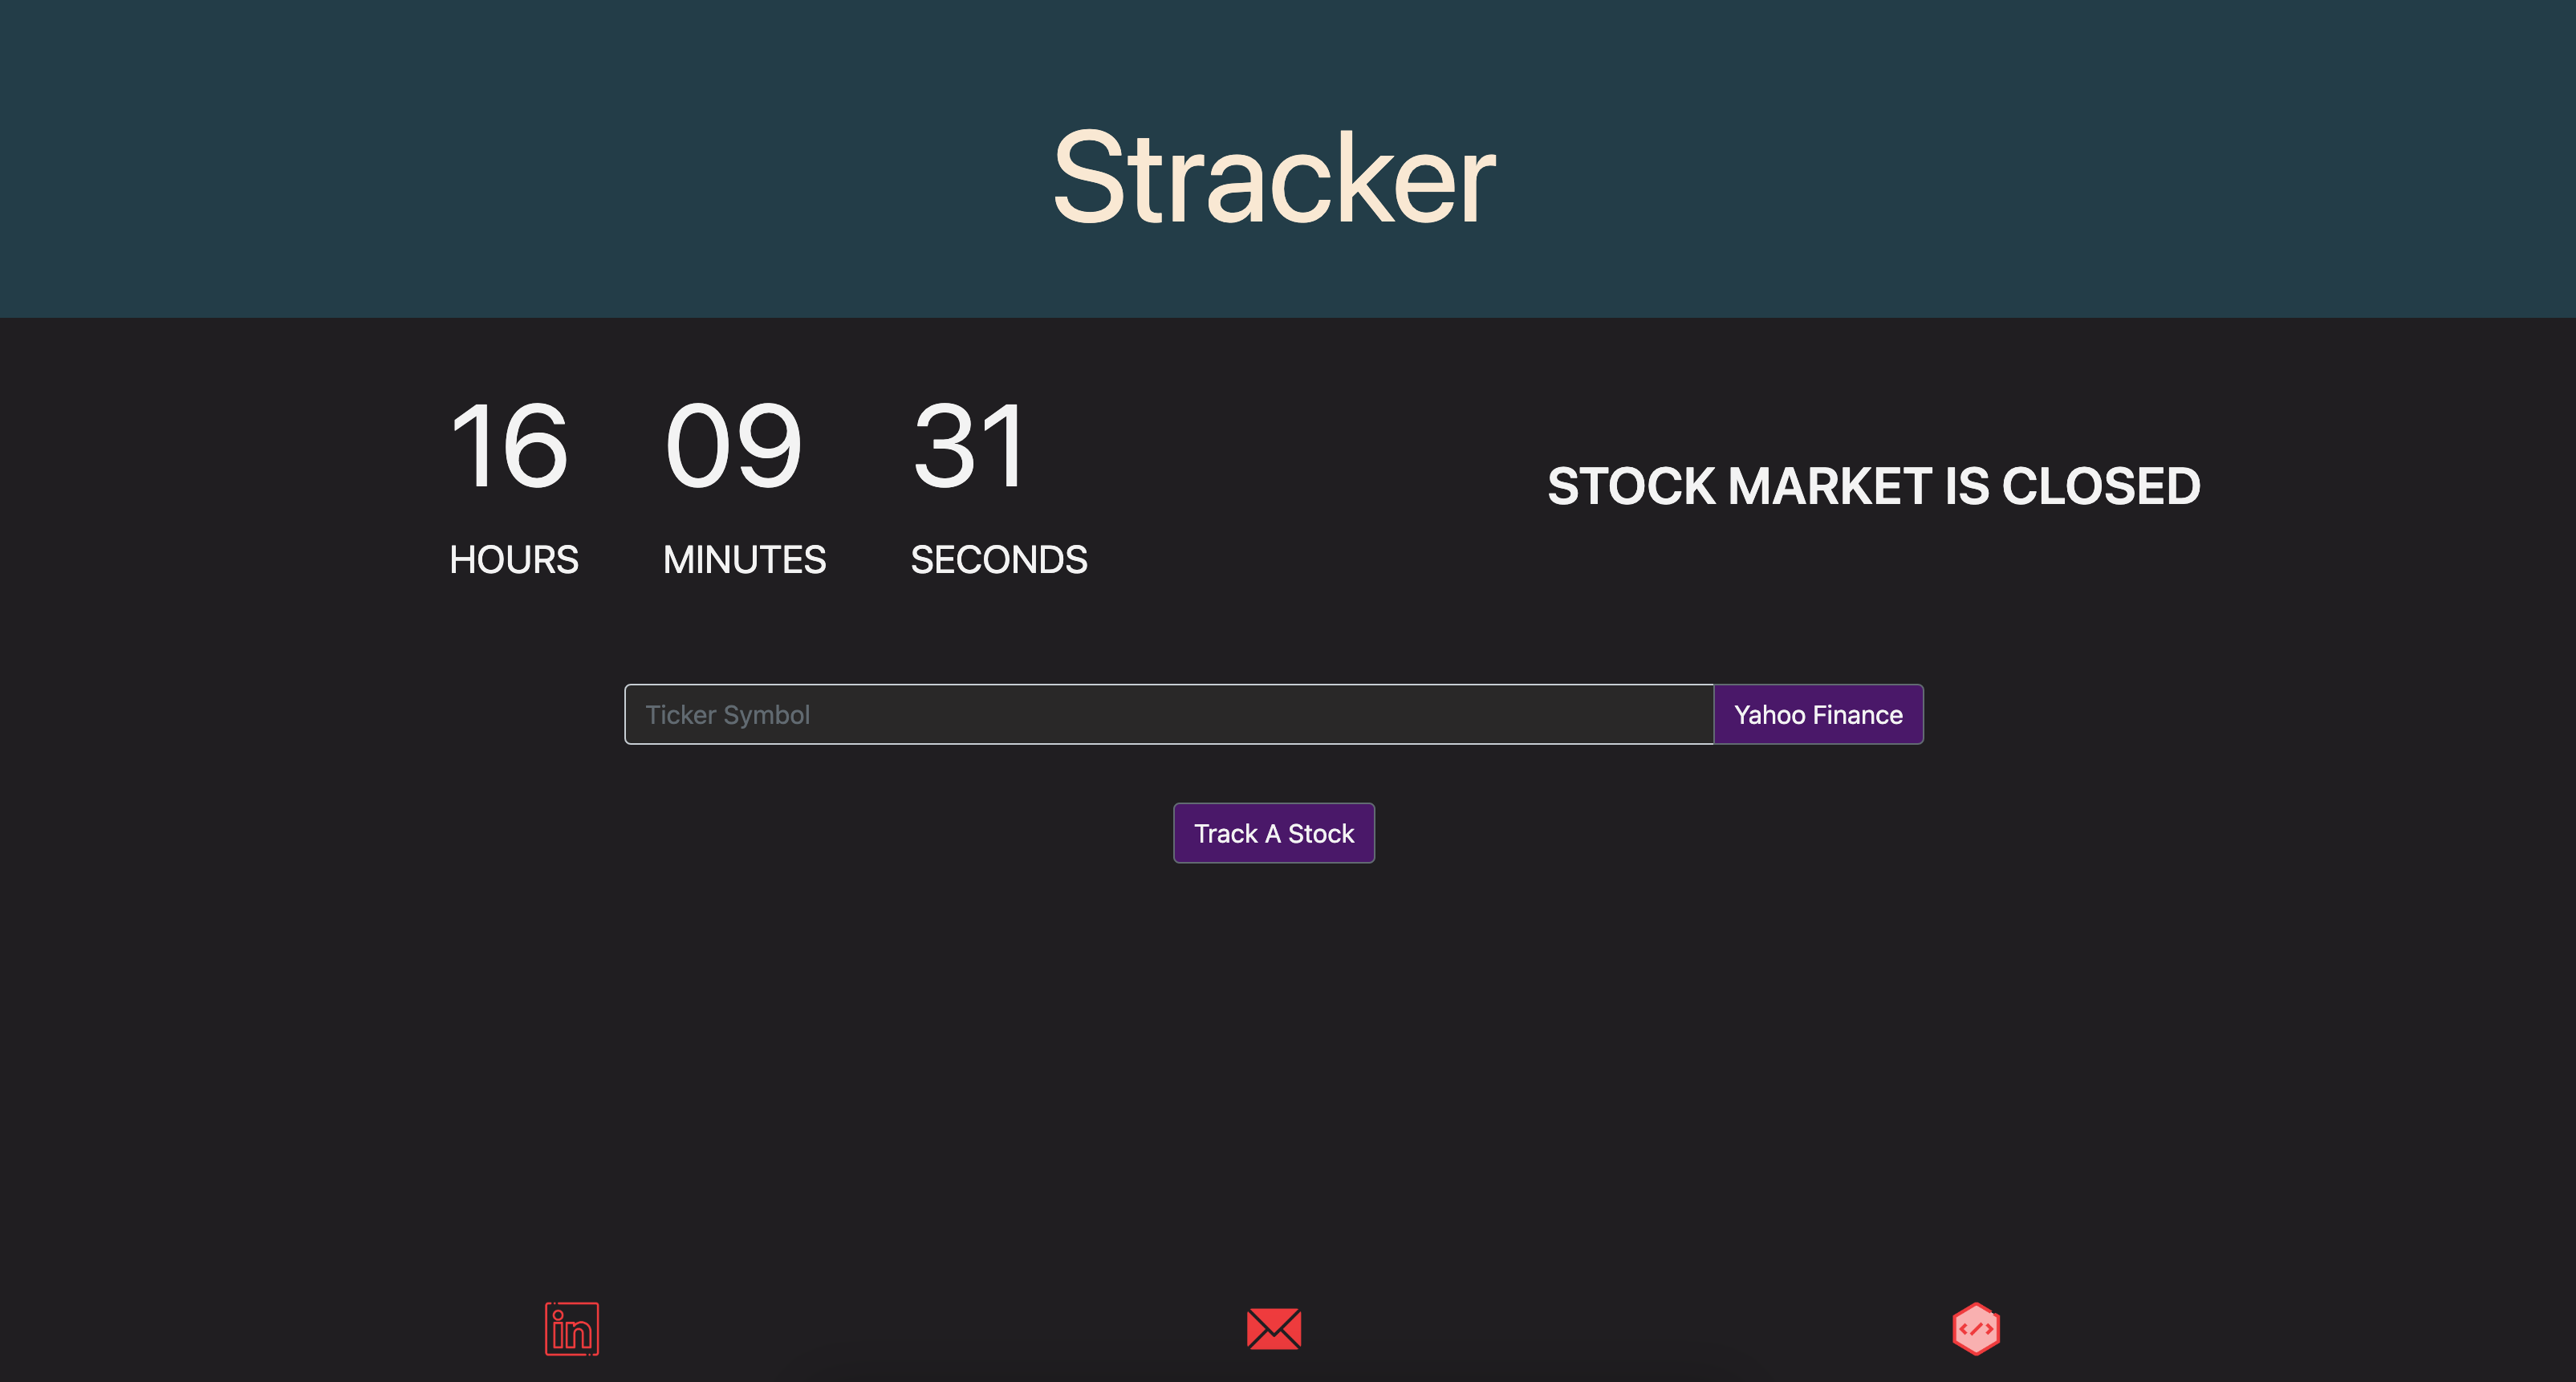 Stracker
16 09 31
HOURS MINUTES SECONDS
STOCK MARKET IS CLOSED
Ticker Symbol
Yahoo Finance
Track A Stock
in